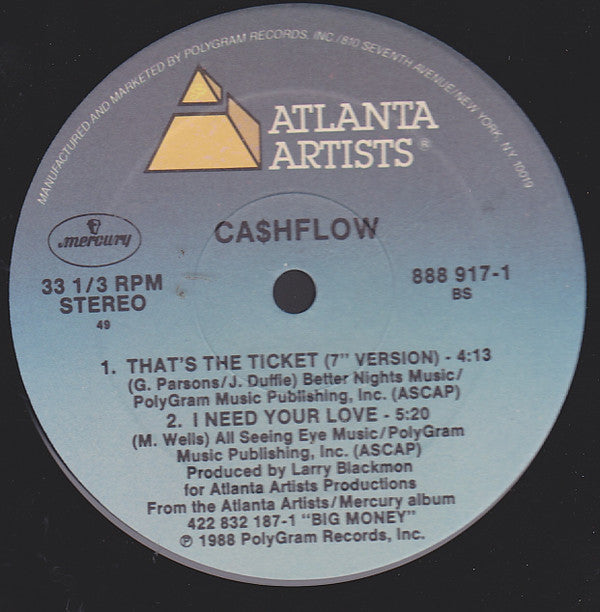 MANUFACTURED AND MARKETED BY POLYGRAM RECORDS, INC./810 SEVENTH AVENUE/NEW YORK, NY 10019
ATLANTA
ARTISTS®
mercury
CA$HFLOW
33 1/3 RPM
STEREO
49
888 917-1
BS
1. THAT'S THE TICKET (7" VERSION) - 4:13
(G. Parsons/J. Duffie) Better Nights Music/
PolyGram Music Publishing, Inc. (ASCAP)
2. I NEED YOUR LOVE - 5:20
(M. Wells) All Seeing Eye Music/PolyGram
Music Publishing, Inc. (ASCAP)
Produced by Larry Blackmon
for Atlanta Artists Productions
From the Atlanta Artists/Mercury album
422 832 187-1 "BIG MONEY"
℗ 1988 PolyGram Records, Inc.